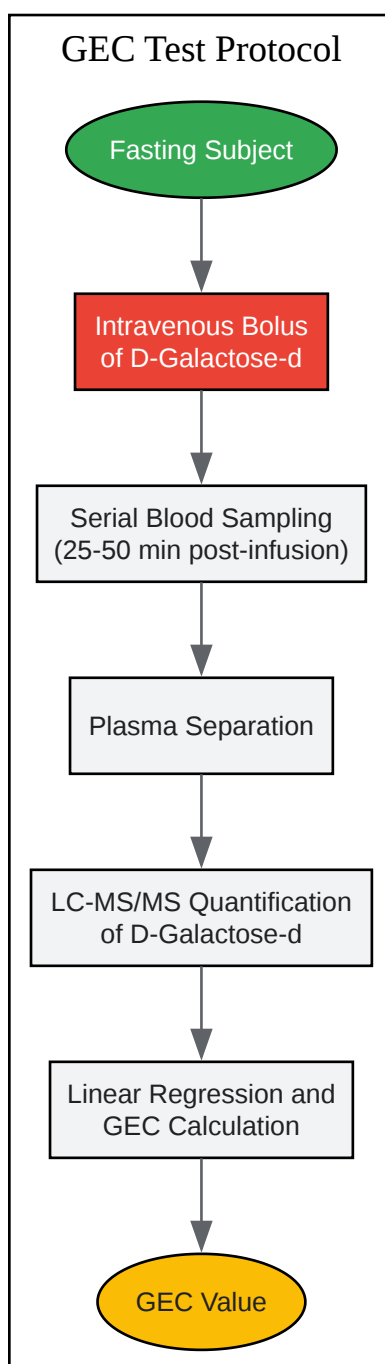 GEC Test Protocol
Fasting Subject
Intravenous Bolus
of D-Galactose-d
Serial Blood Sampling
(25-50 min post-infusion)
Plasma Separation
LC-MS/MS Quantification
of D-Galactose-d
Linear Regression and
GEC Calculation
GEC Value